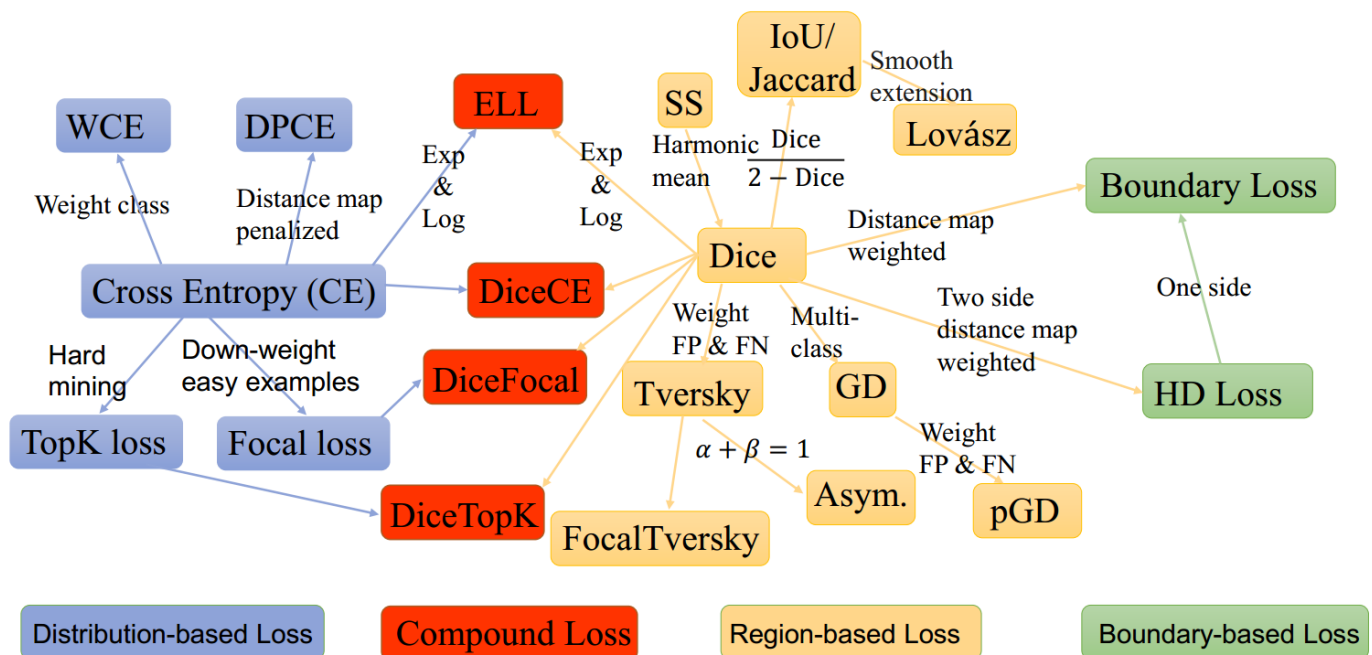 IoU/
Jaccard
Smooth
extension
ELL
SS
WCE
DPCE
Lovász
Exp
&
Log
Exp
&
Log
Harmonic
mean
Dice
2 − Dice
Boundary Loss
Weight class
Distance map
penalized
Distance map
weighted
Dice
Cross Entropy (CE)
DiceCE
Two side
distance map
weighted
One side
Weight
FP & FN
Multi-
class
Hard
mining
Down-weight
easy examples
DiceFocal
Tversky
GD
HD Loss
TopK loss
Focal loss
α + β = 1
Weight
FP & FN
DiceTopK
Asym.
pGD
FocalTversky
Distribution-based Loss
Compound Loss
Region-based Loss
Boundary-based Loss